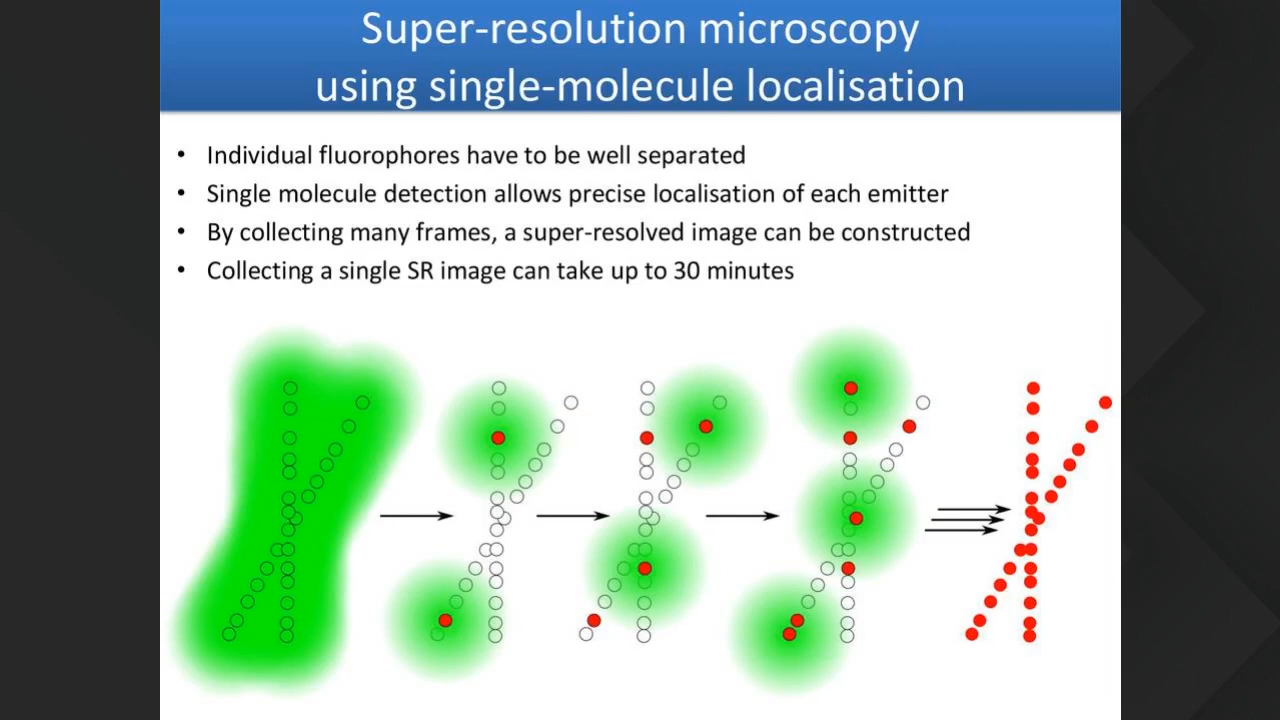 Super-resolution microscopy
using single-molecule localisation
• Individual fluorophores have to be well separated
• Single molecule detection allows precise localisation of each emitter
• By collecting many frames, a super-resolved image can be constructed
• Collecting a single SR image can take up to 30 minutes